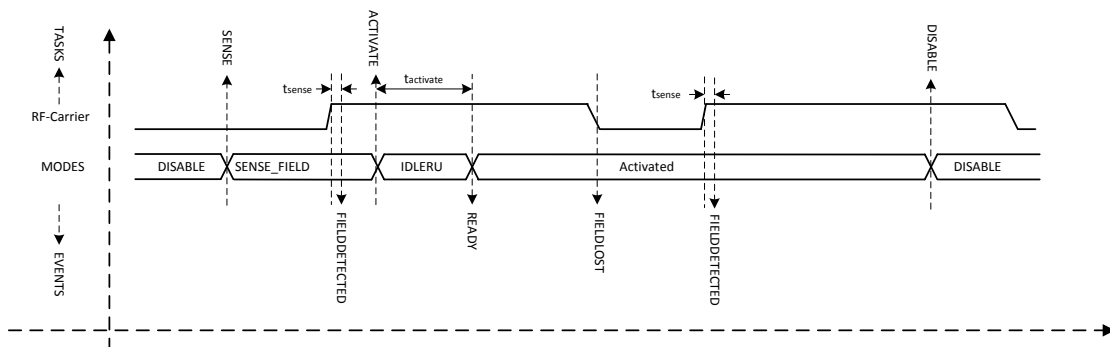 TASKS
SENSE
ACTIVATE
DISABLE
tsense
tactivate
tsense
RF-Carrier
MODES
DISABLE
SENSE_FIELD
IDLERU
Activated
DISABLE
EVENTS
FIELDDETECTED
READY
FIELDLOST
FIELDDETECTED